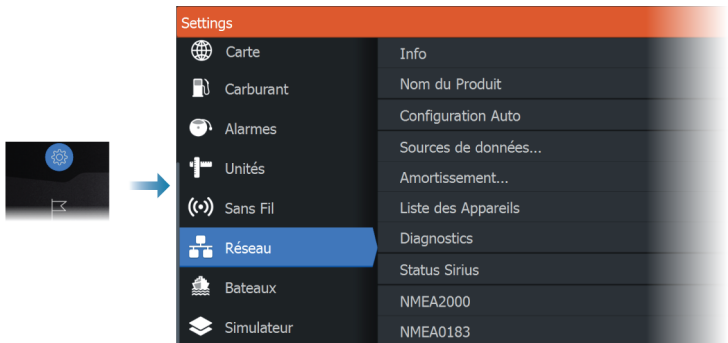 Settings
Carte
Carburant
Alarmes
Unités
Sans Fil
Réseau
Bateaux
Simulateur
Info
Nom du Produit
Configuration Auto
Sources de données...
Amortissement...
Liste des Appareils
Diagnostics
Status Sirius
NMEA2000
NMEA0183